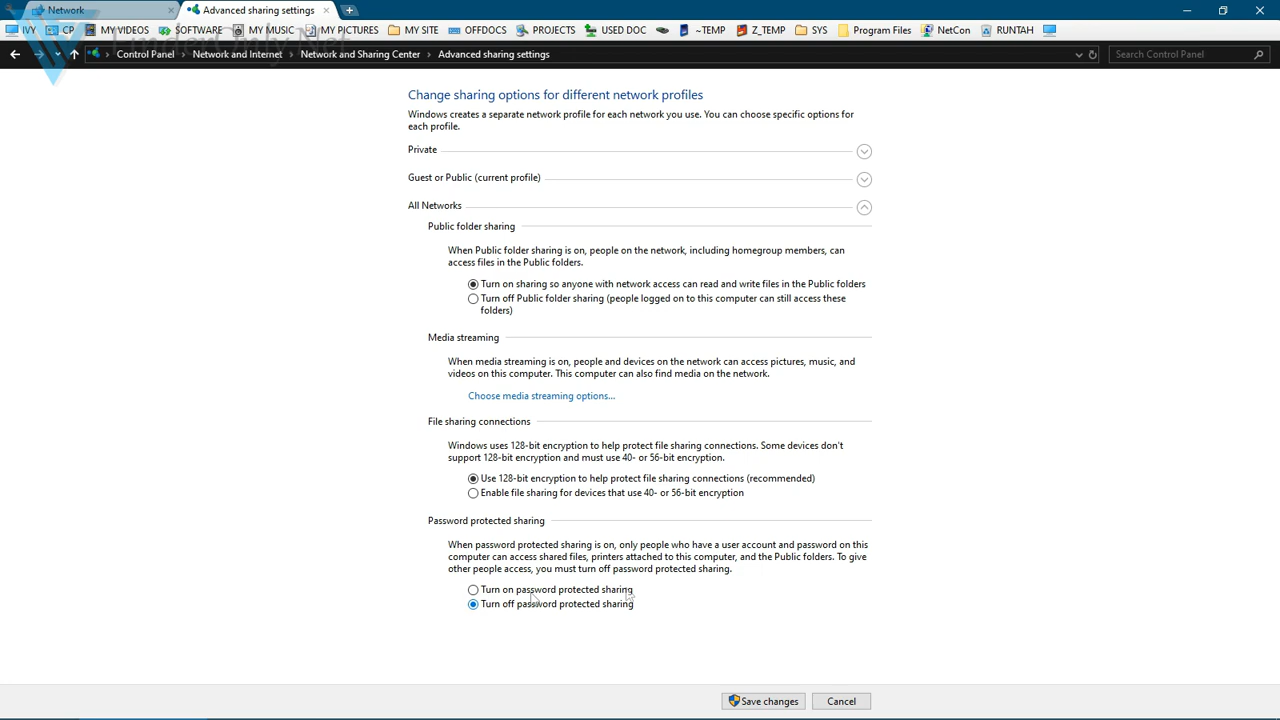 Network
Advanced sharing settings
IVY CP MY VIDEOS SOFTWARE MY MUSIC MY PICTURES MY SITE OFFDOCS PROJECTS USED DOC ~TEMP Z_TEMP SYS Program Files NetCon RUNTAH
Control Panel Network and Internet Network and Sharing Center Advanced sharing settings Search Control Panel
Change sharing options for different network profiles
Windows creates a separate network profile for each network you use. You can choose specific options for
each profile.
Private
Guest or Public (current profile)
All Networks
Public folder sharing
When Public folder sharing is on, people on the network, including homegroup members, can
access files in the Public folders.
Turn on sharing so anyone with network access can read and write files in the Public folders
Turn off Public folder sharing (people logged on to this computer can still access these
folders)
Media streaming
When media streaming is on, people and devices on the network can access pictures, music, and
videos on this computer. This computer can also find media on the network.
Choose media streaming options...
File sharing connections
Windows uses 128-bit encryption to help protect file sharing connections. Some devices don't
support 128-bit encryption and must use 40- or 56-bit encryption.
Use 128-bit encryption to help protect file sharing connections (recommended)
Enable file sharing for devices that use 40- or 56-bit encryption
Password protected sharing
When password protected sharing is on, only people who have a user account and password on this
computer can access shared files, printers attached to this computer, and the Public folders. To give
other people access, you must turn off password protected sharing.
Turn on password protected sharing
Turn off password protected sharing
Save changes Cancel